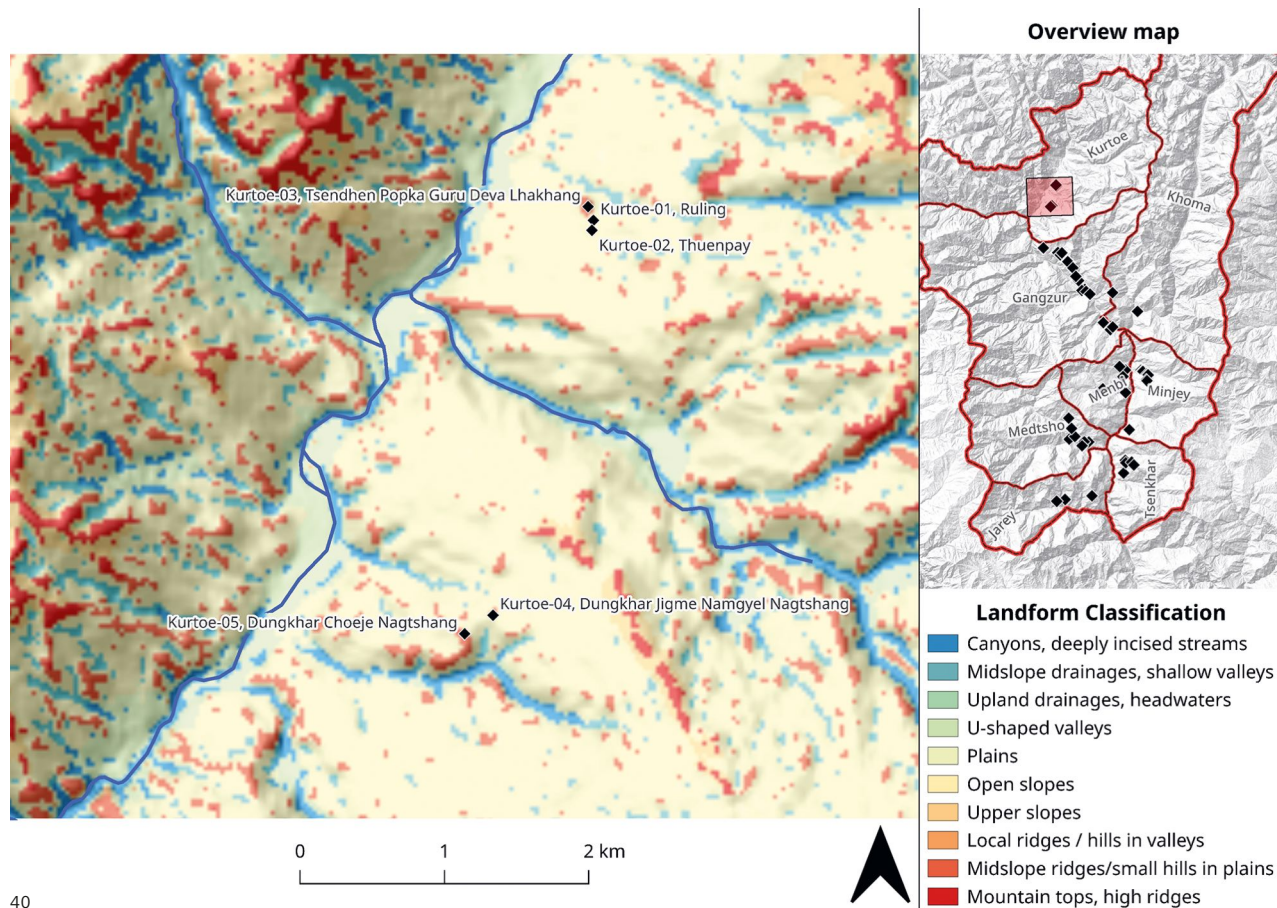 Overview map
Kurtoe-03, Tsendhen Popka Guru Deva Lhakhang
Kurtoe-01, Ruling
Kurtoe-02, Thuenpay
Kurtoe-04, Dungkhar Jigme Namgyel Nagtshang
Kurtoe-05, Dungkhar Choeje Nagtshang
Kurtoe
Khoma
Gangzur
Menbi
Minjey
Medtsho
Tsenkhar
Jarey
Landform Classification
Canyons, deeply incised streams
Midslope drainages, shallow valleys
Upland drainages, headwaters
U-shaped valleys
Plains
Open slopes
Upper slopes
Local ridges / hills in valleys
Midslope ridges/small hills in plains
Mountain tops, high ridges
0 1 2 km
40